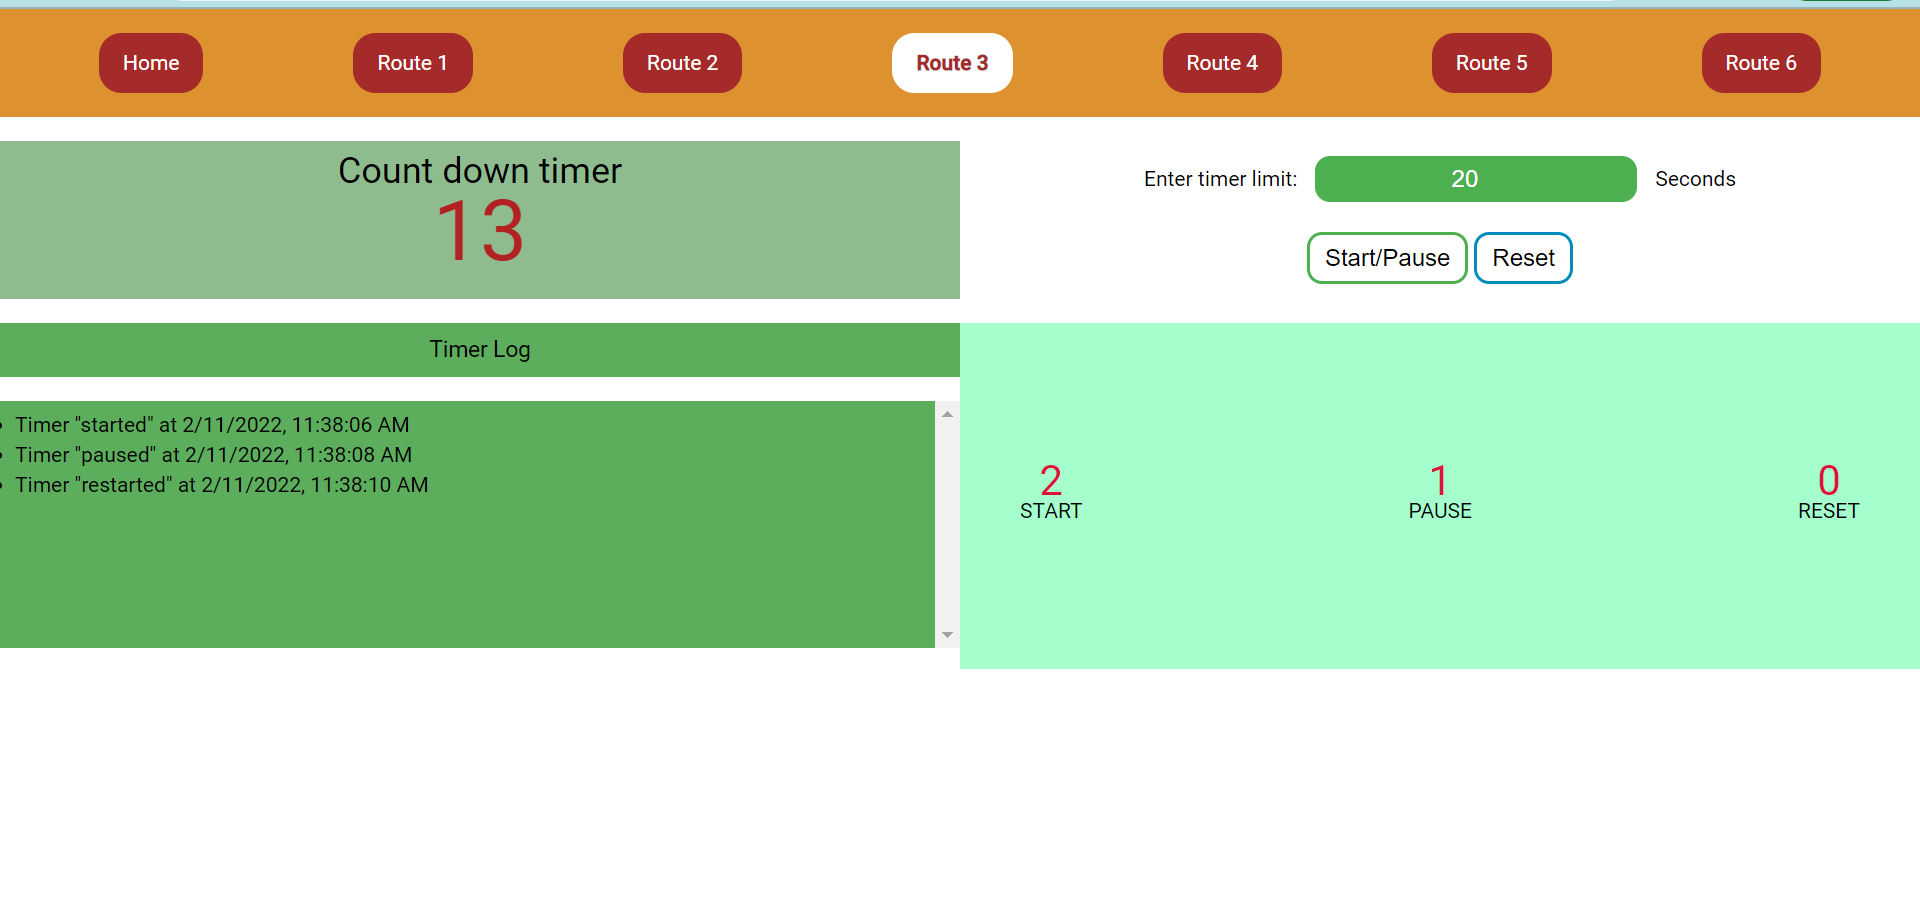 Home Route 1 Route 2 Route 3 Route 4 Route 5 Route 6
Count down timer
13
Enter timer limit: 20 Seconds
Start/Pause Reset
Timer Log
Timer "started" at 2/11/2022, 11:38:06 AM
Timer "paused" at 2/11/2022, 11:38:08 AM
Timer "restarted" at 2/11/2022, 11:38:10 AM
2 1 0
START PAUSE RESET